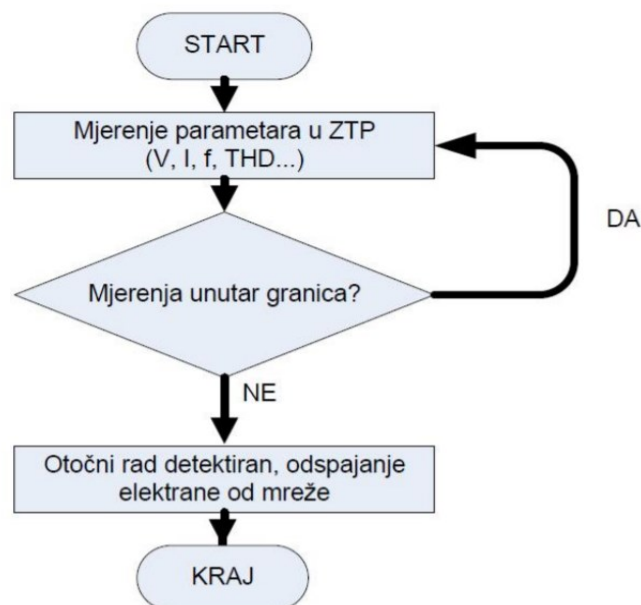 START
Mjerenje parametara u ZTP
(V, I, f, THD...)
DA
Mjerenja unutar granica?
NE
Otočni rad detektiran, odspajanje
elektrane od mreže
KRAJ